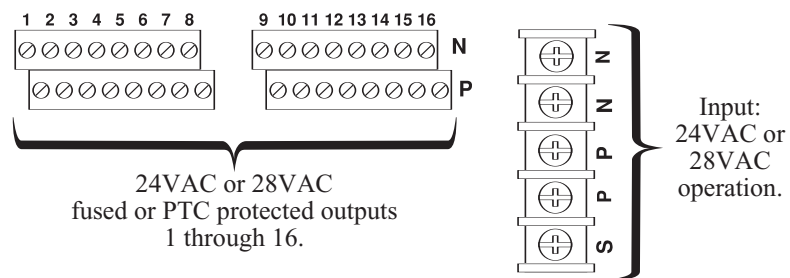 1 2 3 4 5 6 7 8
9 10 11 12 13 14 15 16
N
P
24VAC or 28VAC
fused or PTC protected outputs
1 through 16.
N
N
P
P
S
Input:
24VAC or
28VAC
operation.